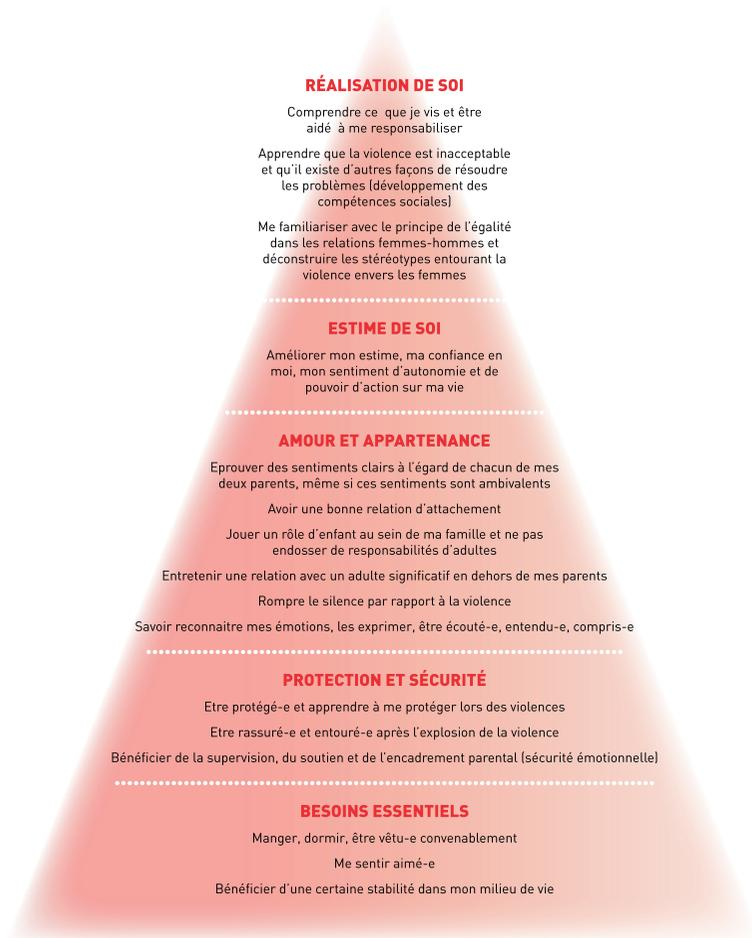 RÉALISATION DE SOI
Comprendre ce que je vis et être
aidé à me responsabiliser
Apprendre que la violence est inacceptable
et qu'il existe d'autres façons de résoudre
les problèmes (développement des
compétences sociales)
Me familiariser avec le principe de l'égalité
dans les relations femmes-hommes et
déconstruire les stéréotypes entourant la
violence envers les femmes
ESTIME DE SOI
Améliorer mon estime, ma confiance en
moi, mon sentiment d'autonomie et de
pouvoir d'action sur ma vie
AMOUR ET APPARTENANCE
Eprouver des sentiments clairs à l'égard de chacun de mes
deux parents, même si ces sentiments sont ambivalents
Avoir une bonne relation d'attachement
Jouer un rôle d'enfant au sein de ma famille et ne pas
endosser de responsabilités d'adultes
Entretenir une relation avec un adulte significatif en dehors de mes parents
Rompre le silence par rapport à la violence
Savoir reconnaitre mes émotions, les exprimer, être écouté-e, entendu-e, compris-e
PROTECTION ET SÉCURITÉ
Etre protégé-e et apprendre à me protéger lors des violences
Etre rassuré-e et entouré-e après l'explosion de la violence
Bénéficier de la supervision, du soutien et de l'encadrement parental (sécurité émotionnelle)
BESOINS ESSENTIELS
Manger, dormir, être vêtu-e convenablement
Me sentir aimé-e
Bénéficier d'une certaine stabilité dans mon milieu de vie